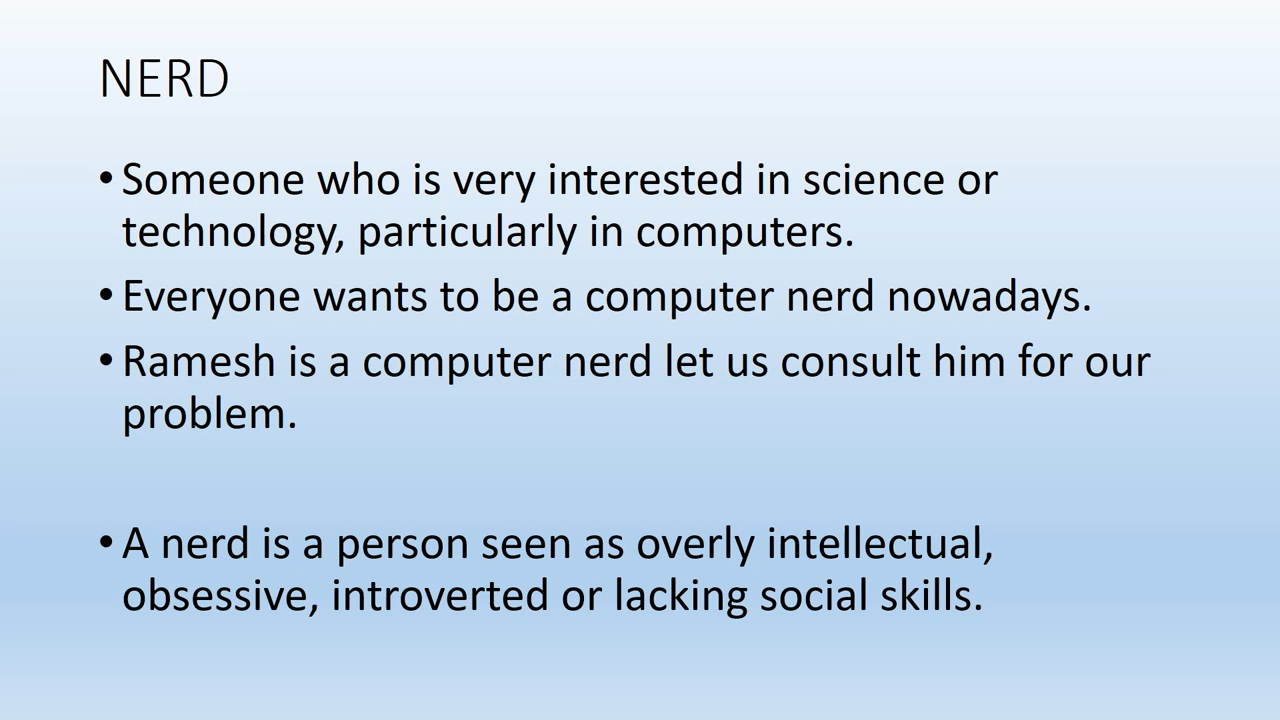 NERD
• Someone who is very interested in science or
technology, particularly in computers.
• Everyone wants to be a computer nerd nowadays.
• Ramesh is a computer nerd let us consult him for our
problem.
• A nerd is a person seen as overly intellectual,
obsessive, introverted or lacking social skills.